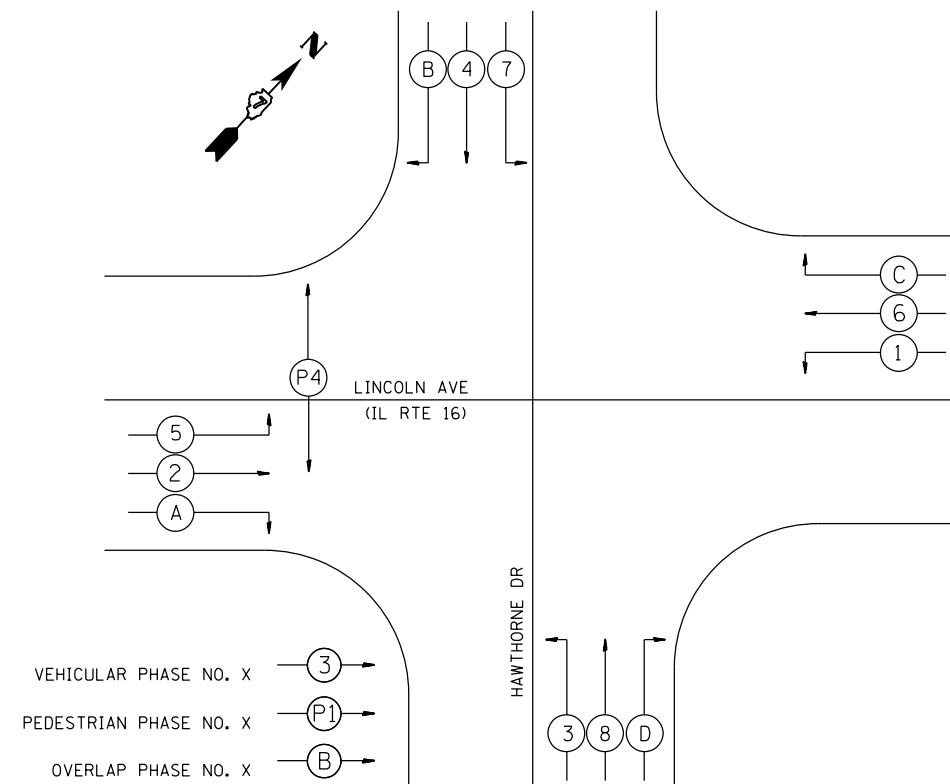 N
7
B 4 7
C
6
1
P4
LINCOLN AVE
(IL RTE 16)
5
2
A
HAWTHORNE DR
VEHICULAR PHASE NO. X 3
PEDESTRIAN PHASE NO. X P1
OVERLAP PHASE NO. X B
3 8 D